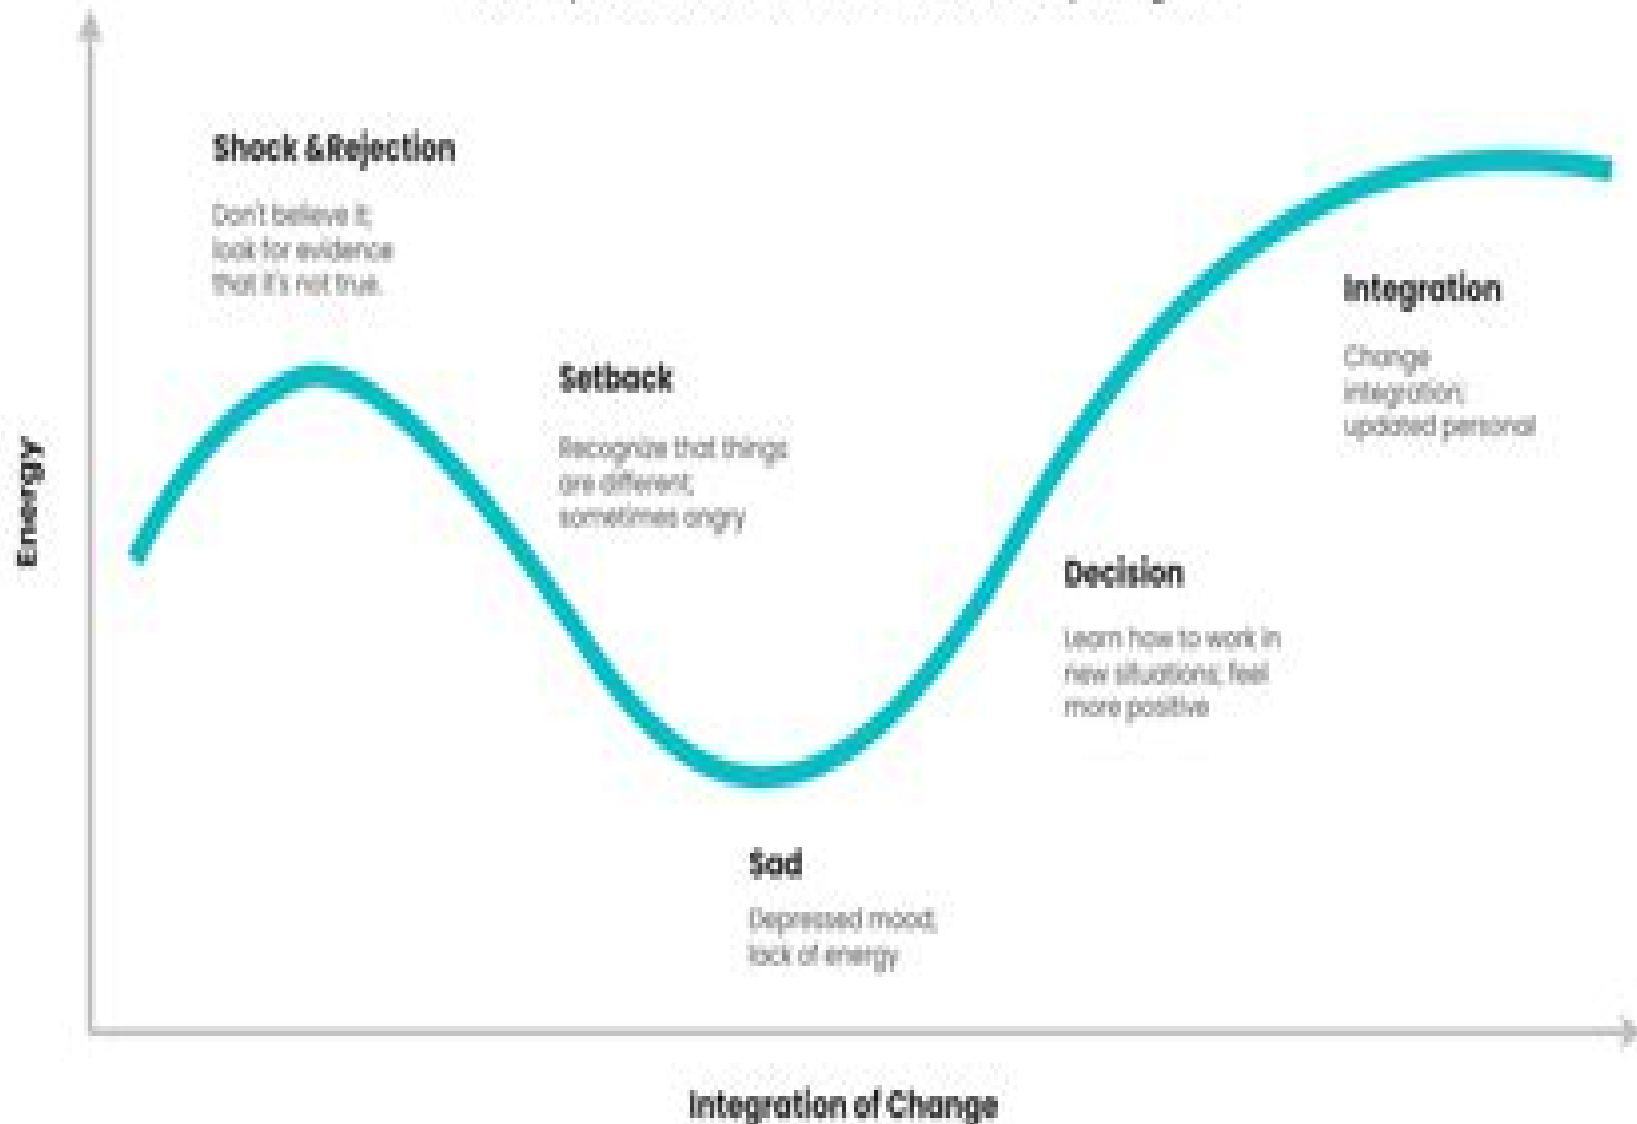 Shock &Rejection
Don't believe it;
look for evidence
that it's not true.
Setback
Recognize that things
are different;
sometimes angry
Integration
Change
integration;
updated personal
Energy
Decision
Learn how to work in
new situations; feel
more positive
Sad
Depressed mood;
lack of energy
Integration of Change